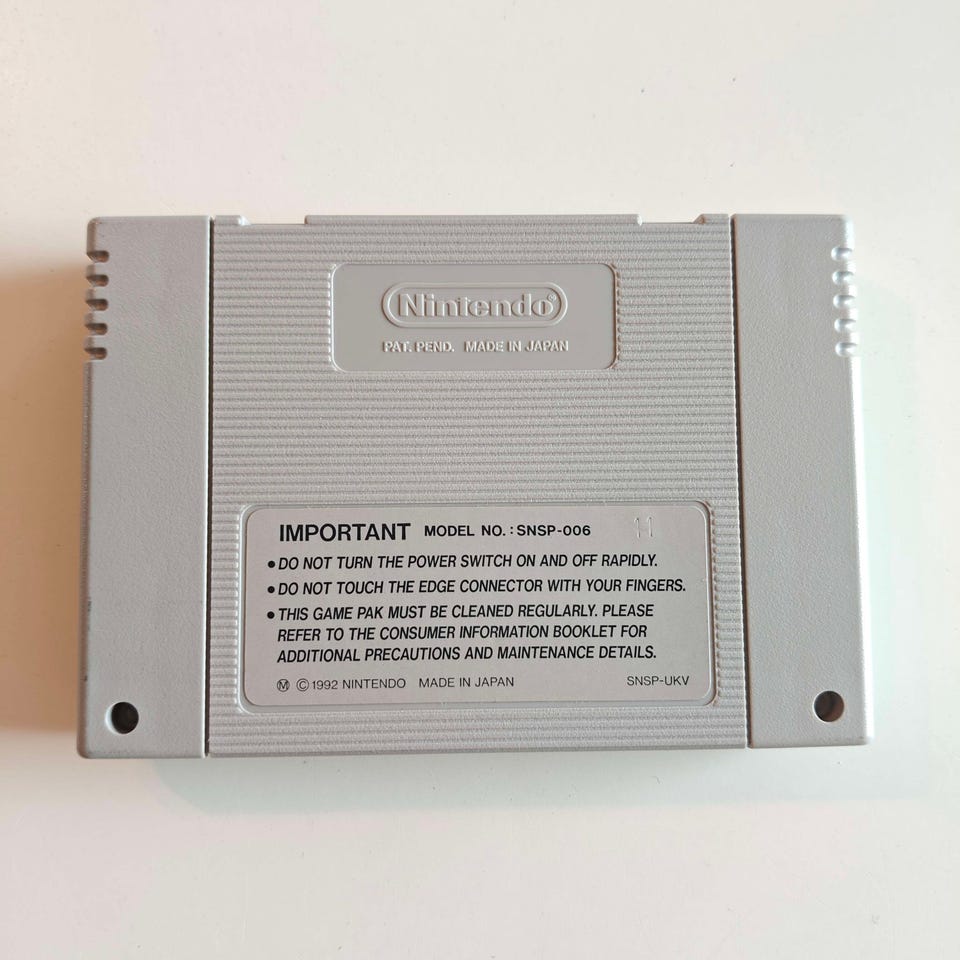 Nintendo®
PAT. PEND. MADE IN JAPAN
IMPORTANT MODEL NO. : SNSP-006 11
● DO NOT TURN THE POWER SWITCH ON AND OFF RAPIDLY.
● DO NOT TOUCH THE EDGE CONNECTOR WITH YOUR FINGERS.
● THIS GAME PAK MUST BE CLEANED REGULARLY. PLEASE
REFER TO THE CONSUMER INFORMATION BOOKLET FOR
ADDITIONAL PRECAUTIONS AND MAINTENANCE DETAILS.
Ⓜ © 1992 NINTENDO MADE IN JAPAN SNSP-UKV